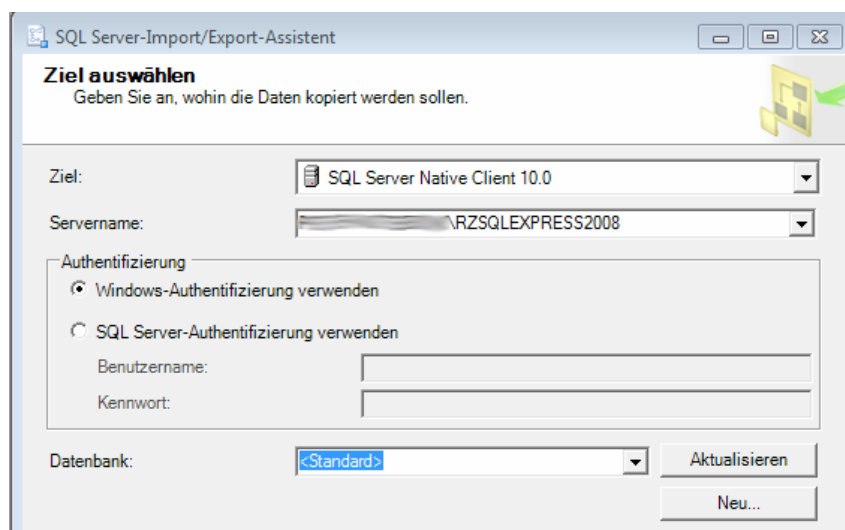 SQL Server-Import/Export-Assistent
Ziel auswählen
Geben Sie an, wohin die Daten kopiert werden sollen.
Ziel: SQL Server Native Client 10.0
Servername: \RZSQLEXPRESS2008
Authentifizierung
Windows-Authentifizierung verwenden
SQL Server-Authentifizierung verwenden
Benutzername:
Kennwort:
Datenbank: <Standard> Aktualisieren
Neu...